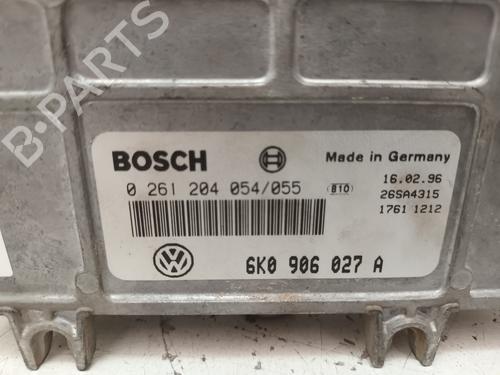 B-PARTS
BOSCH
Made in Germany
0 261 204 054/055
B10
16.02.96
26SA4315
1761 1212
6K0 906 027 A